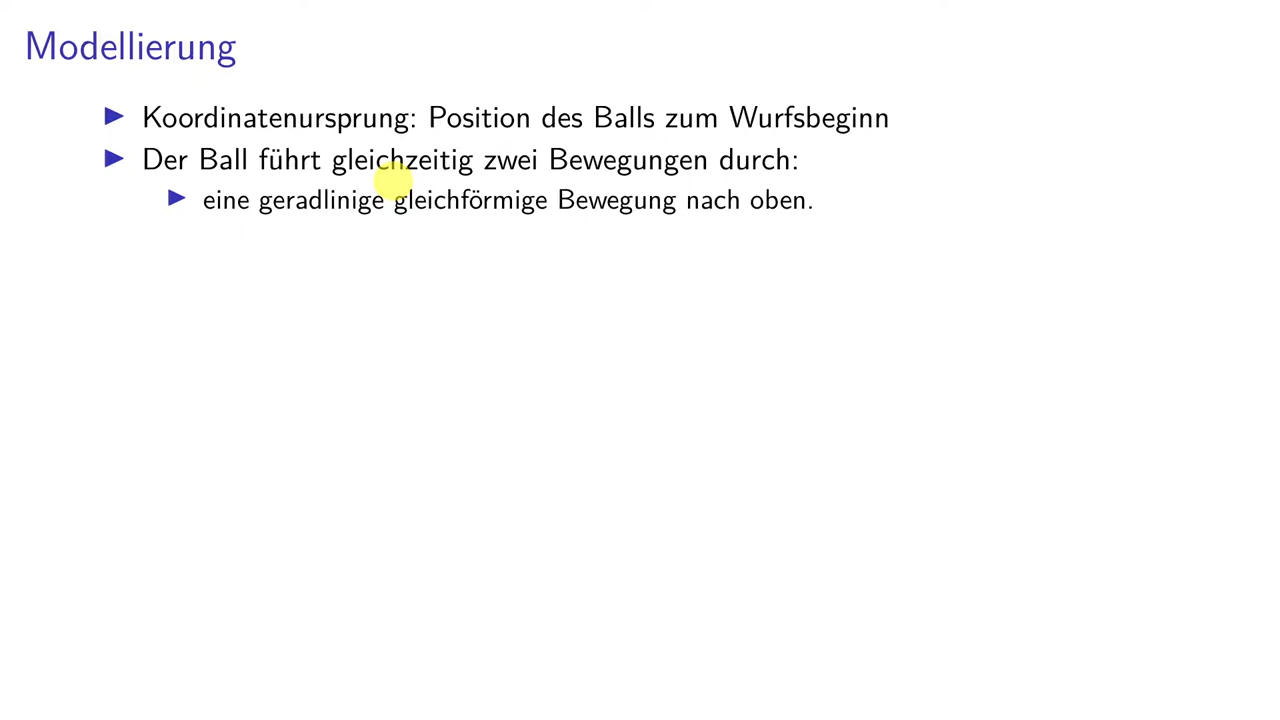 Modellierung
Koordinatenursprung: Position des Balls zum Wurfsbeginn
Der Ball führt gleichzeitig zwei Bewegungen durch:
eine geradlinige gleichförmige Bewegung nach oben.